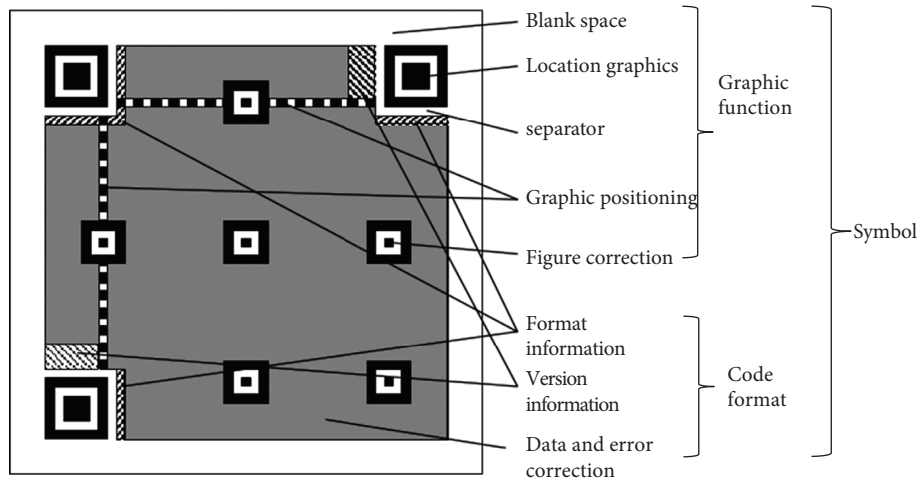 Blank space
Location graphics
separator
Graphic positioning
Figure correction
Graphic
function
Format
information
Version
information
Data and error
correction
Code
format
Symbol